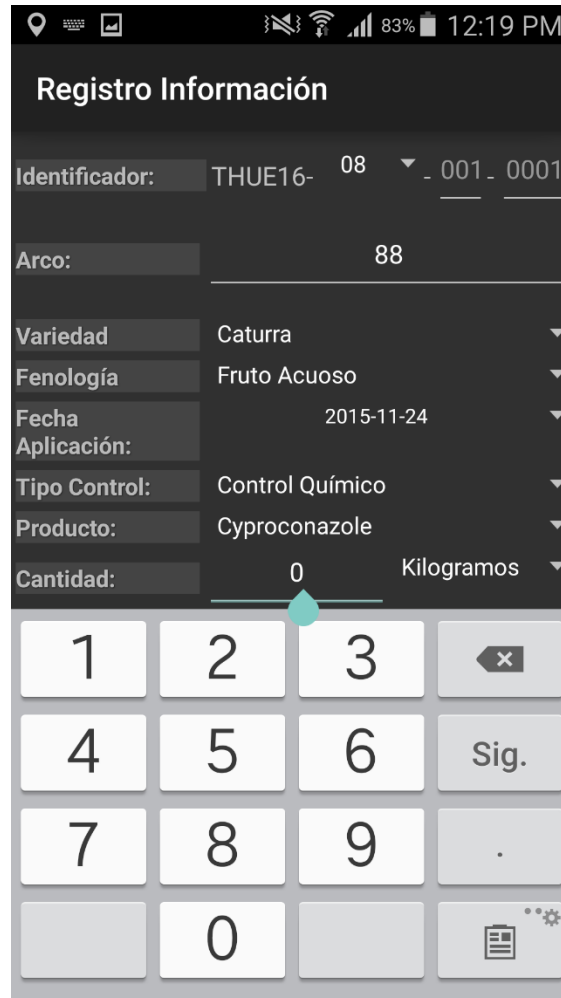 83% 12:19 PM
Registro Información
Identificador: THUE16- 08 - 001 - 0001
Arco: 88
Variedad Caturra
Fenología Fruto Acuoso
Fecha Aplicación: 2015-11-24
Tipo Control: Control Químico
Producto: Cyproconazole
Cantidad: 0 Kilogramos
1 2 3
4 5 6 Sig.
7 8 9 .
0